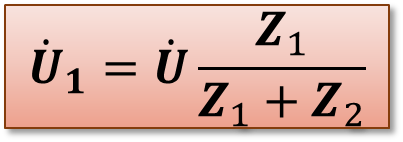 U̇₁ = U̇ Z₁ / (Z₁ + Z₂)